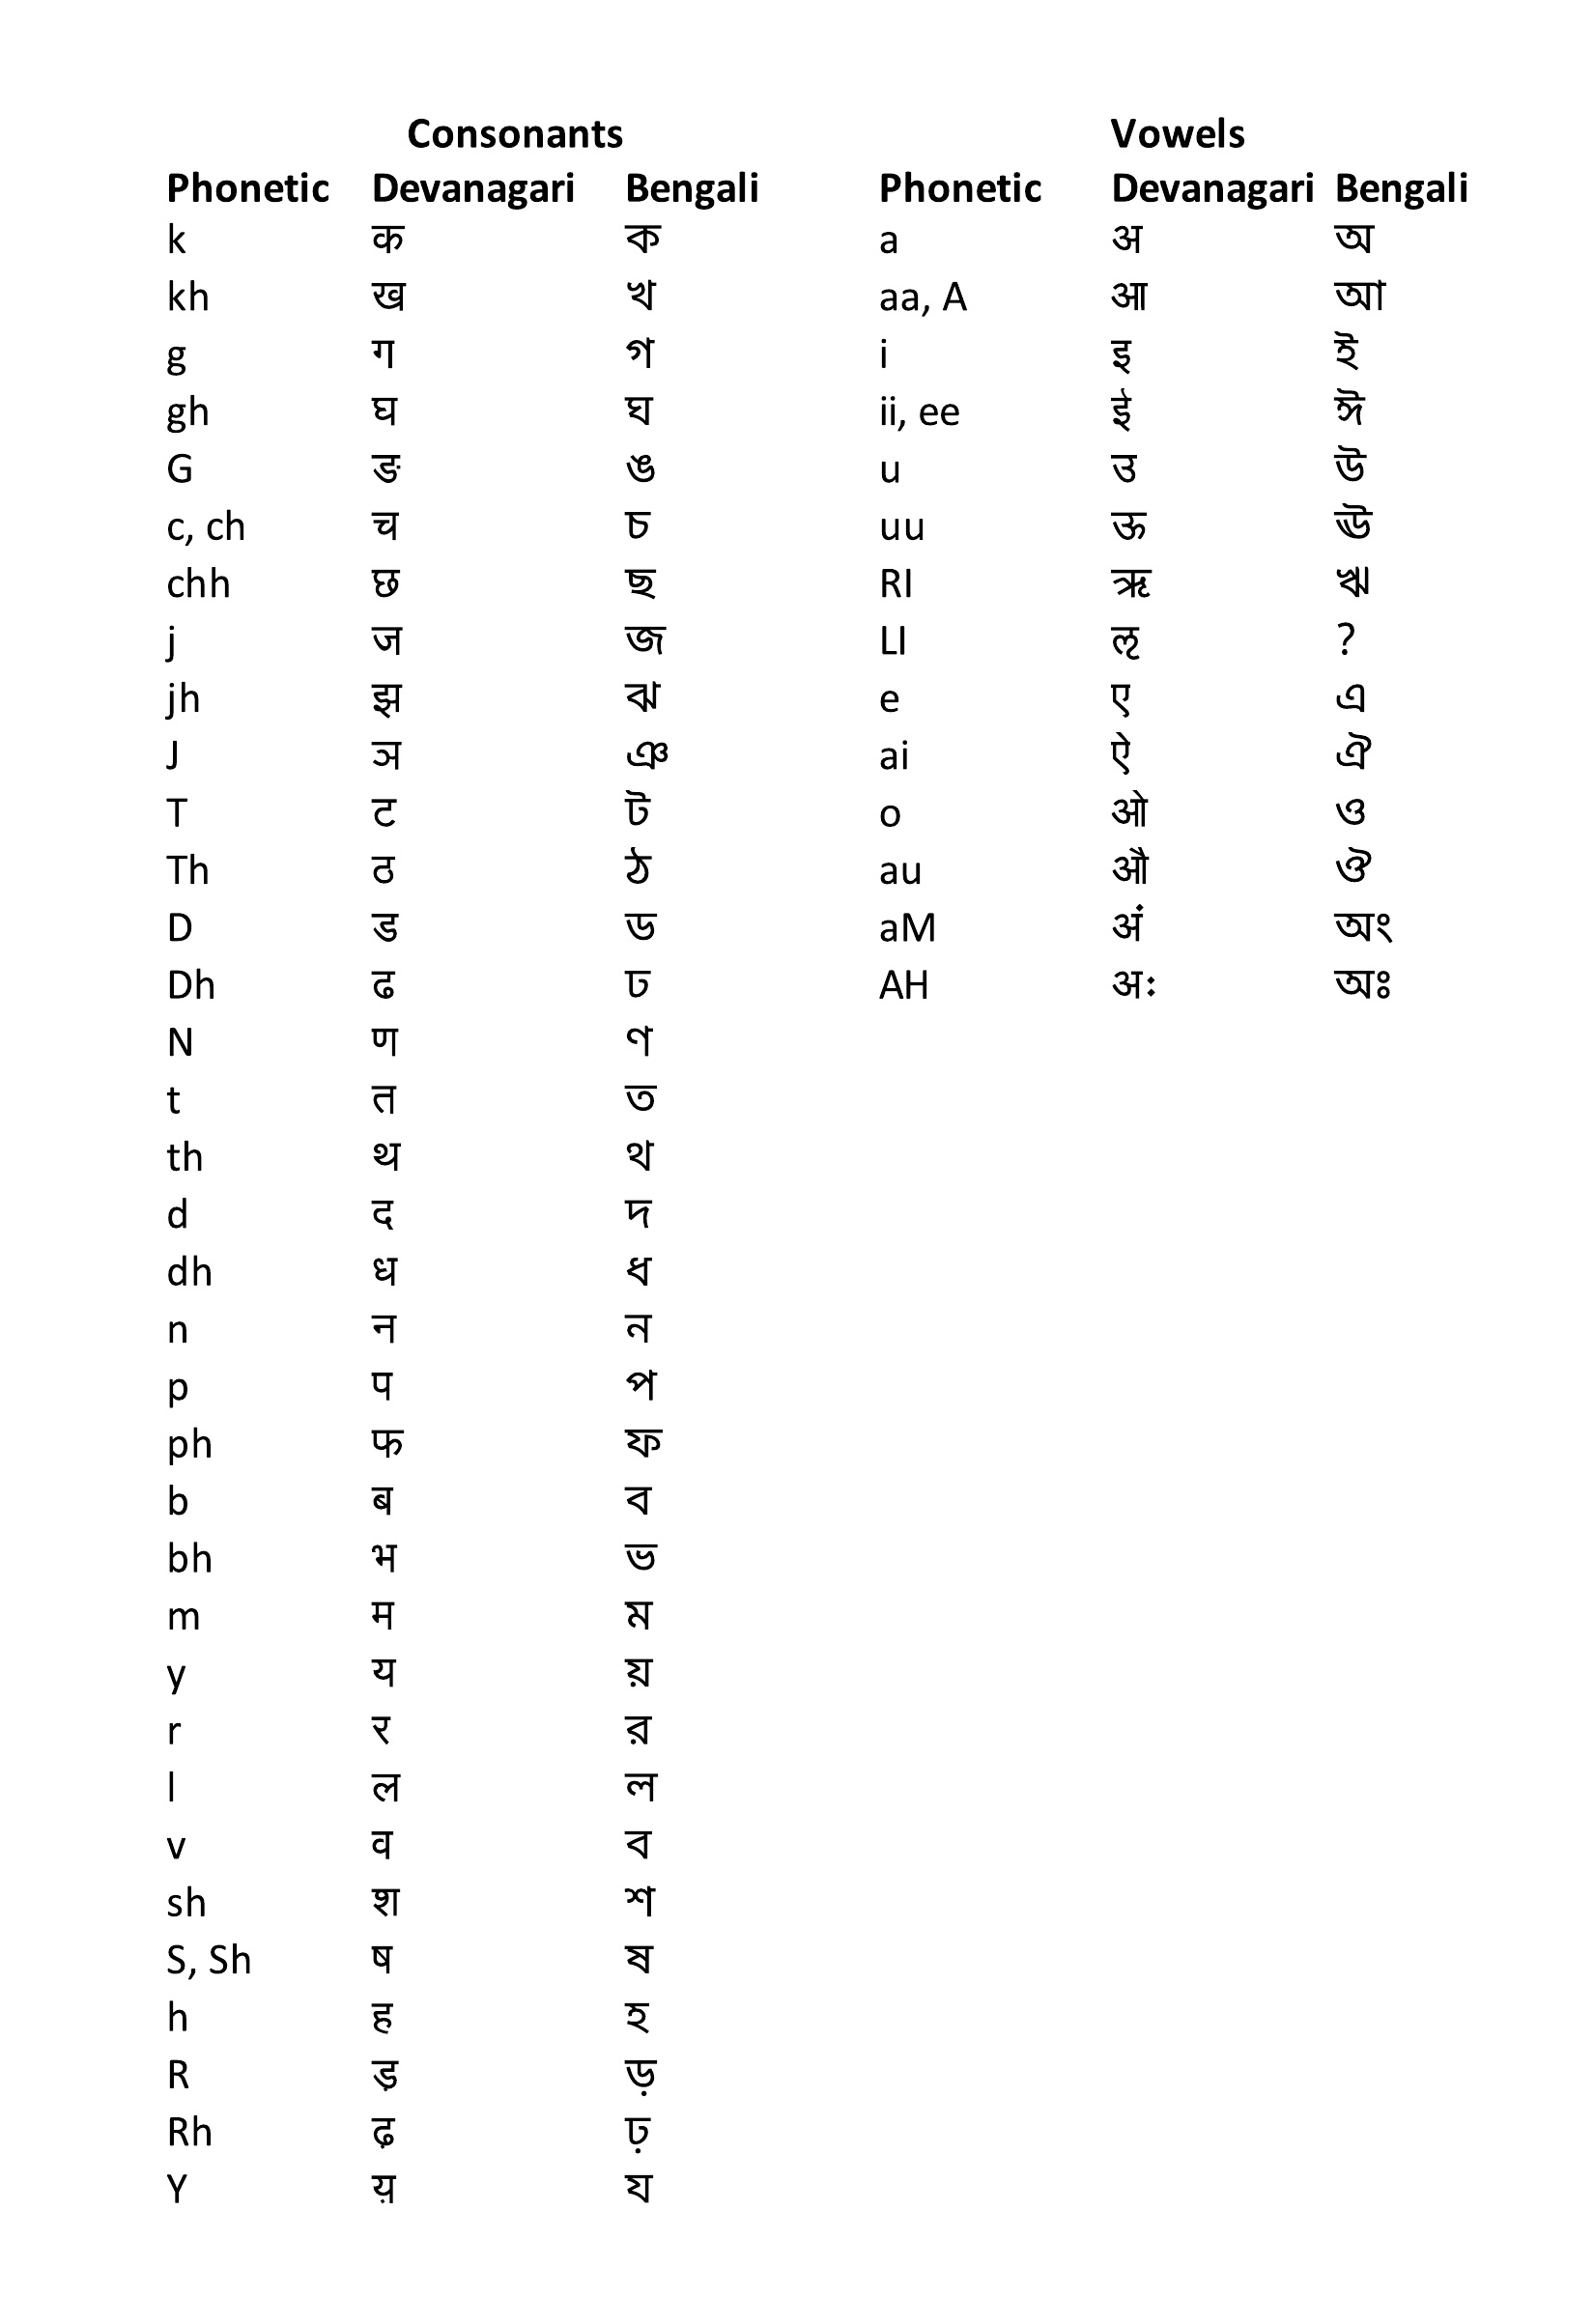 Consonants Vowels
Phonetic Devanagari Bengali Phonetic Devanagari Bengali
k क ক a अ অ
kh ख খ aa, A आ আ
g ग গ i इ ই
gh घ ঘ ii, ee ई ঈ
G ङ ঙ u उ উ
c, ch च চ uu ऊ ঊ
chh छ ছ RI ऋ ঋ
j ज জ LI ऌ ?
jh झ ঝ e ए এ
J ञ ঞ ai ऐ ঐ
T ट ট o ओ ও
Th ठ ঠ au औ ঔ
D ड ড aM अं অং
Dh ढ ঢ AH अः অঃ
N ण ণ
t त ত
th थ থ
d द দ
dh ध ধ
n न ন
p प প
ph फ ফ
b ब ব
bh भ ভ
m म ম
y य য়
r र র
l ल ল
v व ব
sh श শ
S, Sh ष ষ
h ह হ
R ड़ ড়
Rh ढ़ ঢ়
Y य़ য